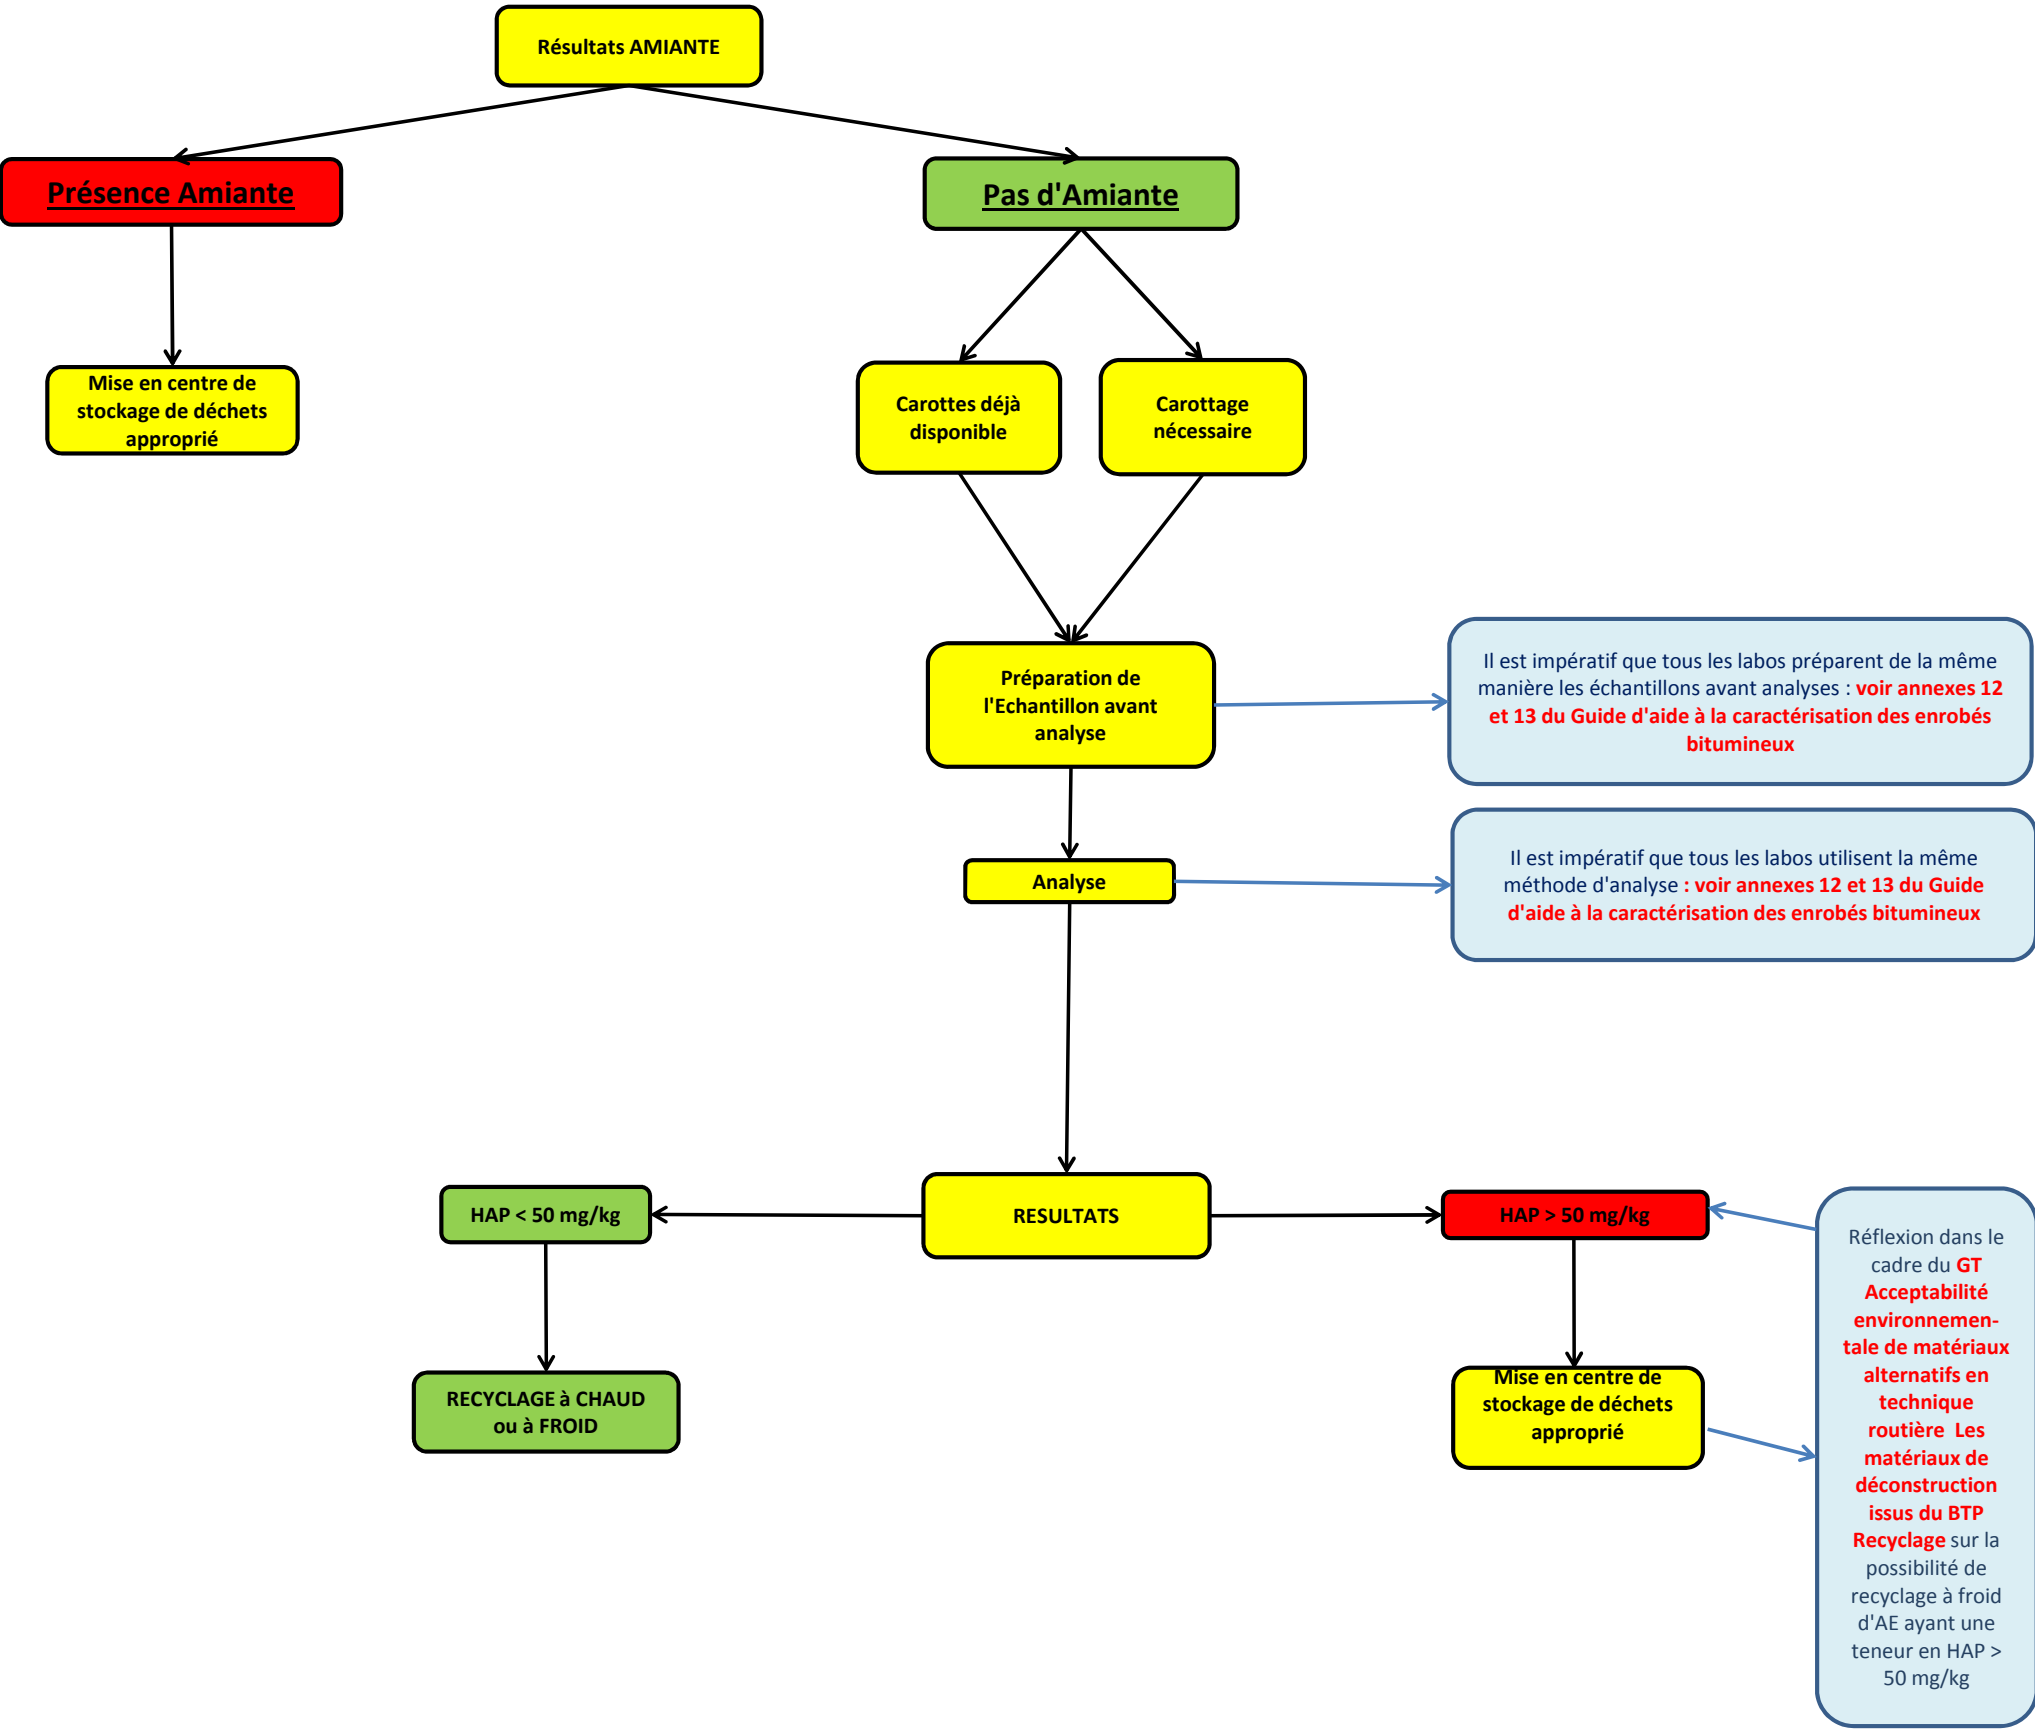 Résultats AMIANTE
Présence Amiante
Pas d'Amiante
Mise en centre de
stockage de déchets
approprié
Carottes déjà
disponible
Carottage
nécessaire
Préparation de
l'Echantillon avant
analyse
Il est impératif que tous les labos préparent de la même
manière les échantillons avant analyses : voir annexes 12
et 13 du Guide d'aide à la caractérisation des enrobés
bitumineux
Analyse
Il est impératif que tous les labos utilisent la même
méthode d'analyse : voir annexes 12 et 13 du Guide
d'aide à la caractérisation des enrobés bitumineux
HAP < 50 mg/kg
RESULTATS
HAP > 50 mg/kg
RECYCLAGE à CHAUD
ou à FROID
Mise en centre de
stockage de déchets
approprié
Réflexion dans le
cadre du GT
Acceptabilité
environnemen-
tale de matériaux
alternatifs en
technique
routière Les
matériaux de
déconstruction
issus du BTP
Recyclage sur la
possibilité de
recyclage à froid
d'AE ayant une
teneur en HAP >
50 mg/kg